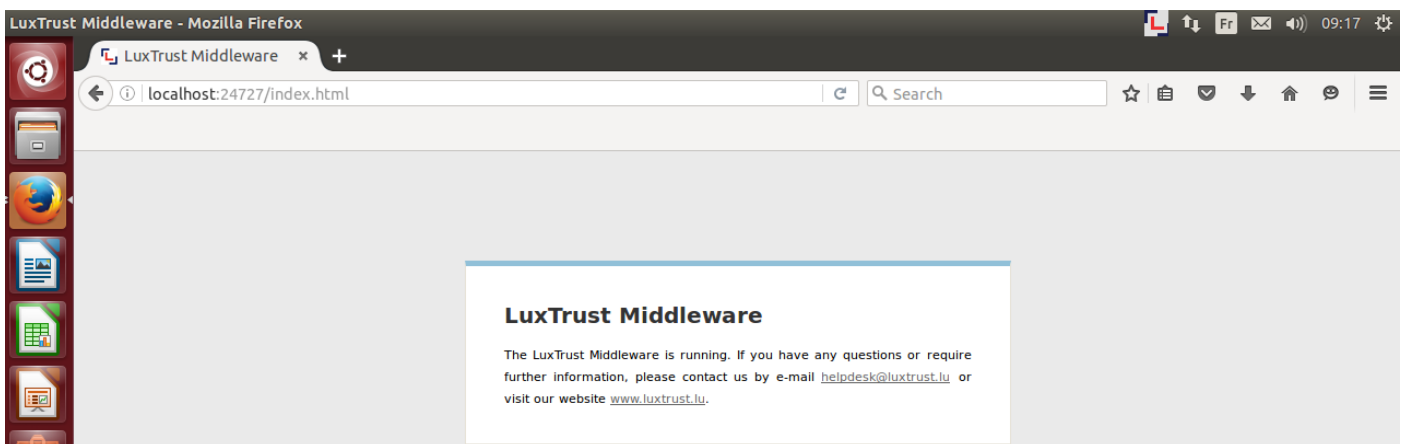 LuxTrust Middleware - Mozilla Firefox
Fr
09:17
LuxTrust Middleware
localhost:24727/index.html
Search
LuxTrust Middleware
The LuxTrust Middleware is running. If you have any questions or require
further information, please contact us by e-mail helpdesk@luxtrust.lu or
visit our website www.luxtrust.lu.